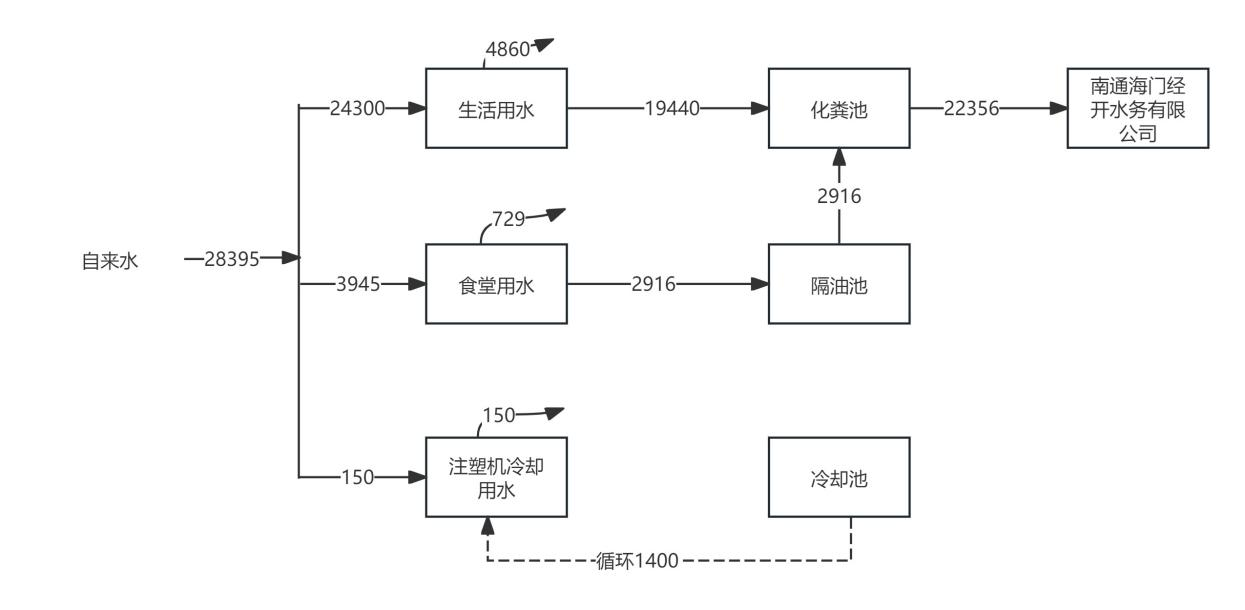 4860
24300
生活用水
19440
化粪池
22356
南通海门经
开水务有限
公司
2916
729
自来水
28395
3945
食堂用水
2916
隔油池
150
150
注塑机冷却
用水
冷却池
循环1400